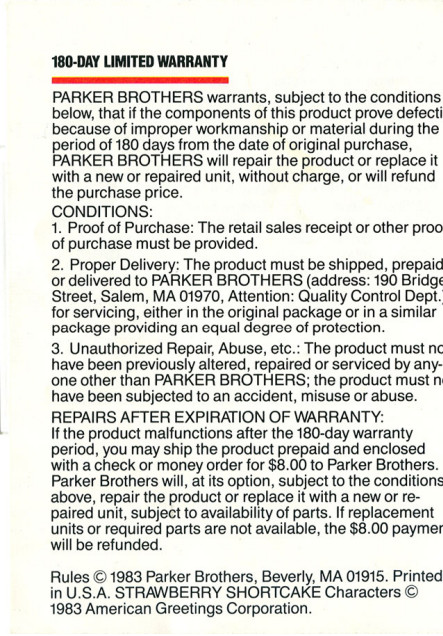 180-DAY LIMITED WARRANTY
PARKER BROTHERS warrants, subject to the conditions
below, that if the components of this product prove defecti
because of improper workmanship or material during the
period of 180 days from the date of original purchase,
PARKER BROTHERS will repair the product or replace it
with a new or repaired unit, without charge, or will refund
the purchase price.
CONDITIONS:
1. Proof of Purchase: The retail sales receipt or other proo
of purchase must be provided.
2. Proper Delivery: The product must be shipped, prepaid
or delivered to PARKER BROTHERS (address: 190 Bridge
Street, Salem, MA 01970, Attention: Quality Control Dept.)
for servicing, either in the original package or in a similar
package providing an equal degree of protection.
3. Unauthorized Repair, Abuse, etc.: The product must no
have been previously altered, repaired or serviced by any-
one other than PARKER BROTHERS; the product must n
have been subjected to an accident, misuse or abuse.
REPAIRS AFTER EXPIRATION OF WARRANTY:
If the product malfunctions after the 180-day warranty
period, you may ship the product prepaid and enclosed
with a check or money order for $8.00 to Parker Brothers.
Parker Brothers will, at its option, subject to the conditions
above, repair the product or replace it with a new or re-
paired unit, subject to availability of parts. If replacement
units or required parts are not available, the $8.00 paymer
will be refunded.
Rules © 1983 Parker Brothers, Beverly, MA 01915. Printed
in U.S.A. STRAWBERRY SHORTCAKE Characters ©
1983 American Greetings Corporation.